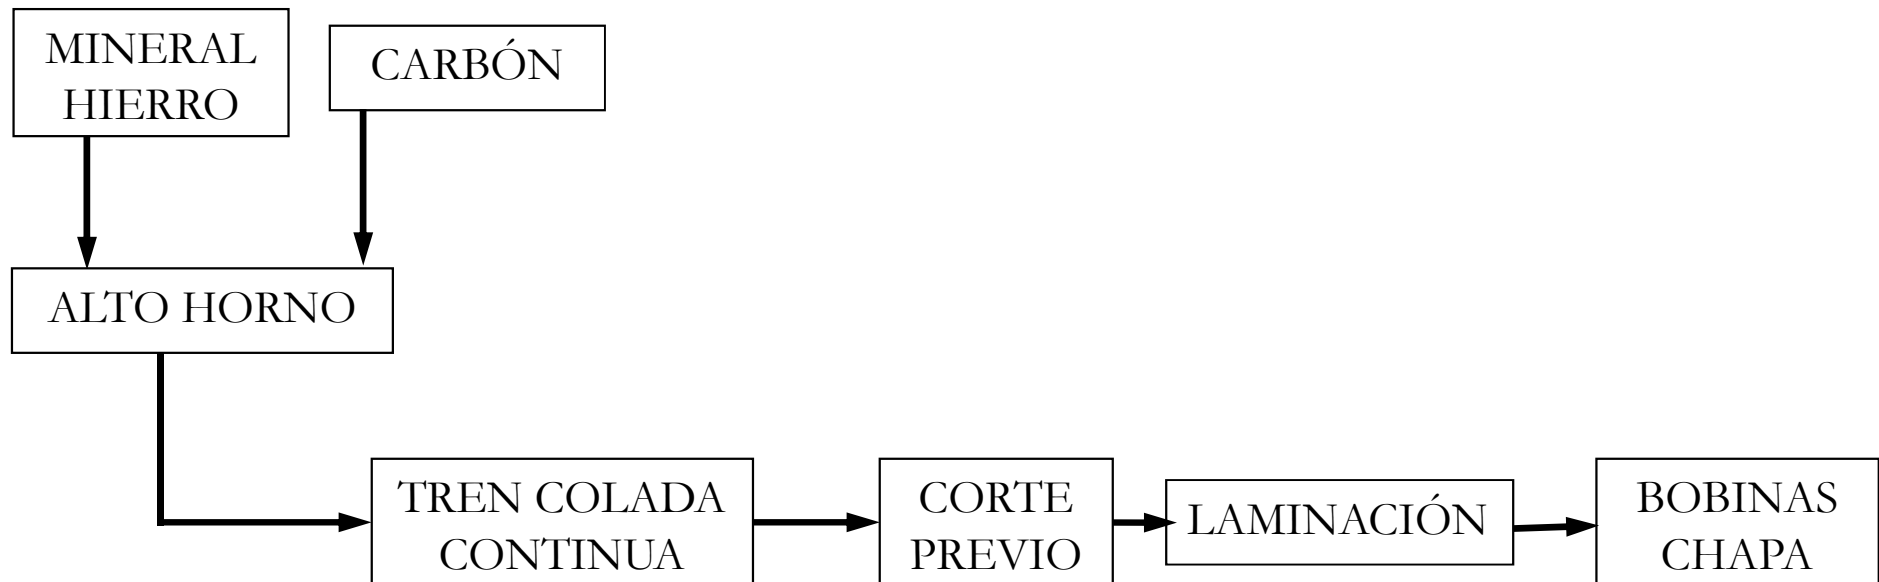 MINERAL
HIERRO
CARBÓN
ALTO HORNO
TREN COLADA
CONTINUA
CORTE
PREVIO
LAMINACIÓN
BOBINAS
CHAPA